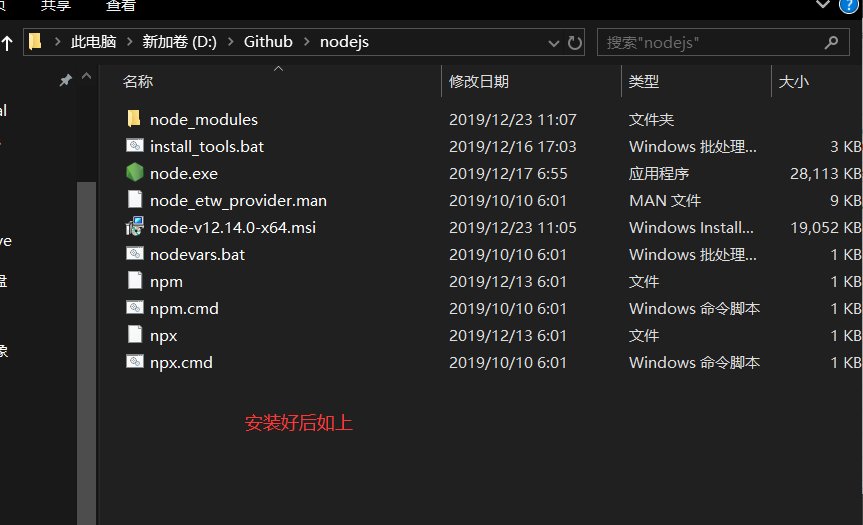 共享 查看
此电脑 > 新加卷 (D:) > Github > nodejs
搜索"nodejs"
名称 修改日期 类型 大小
node_modules 2019/12/23 11:07 文件夹
install_tools.bat 2019/12/16 17:03 Windows 批处理... 3 KB
node.exe 2019/12/17 6:55 应用程序 28,113 KB
node_etw_provider.man 2019/10/10 6:01 MAN 文件 9 KB
node-v12.14.0-x64.msi 2019/12/23 11:05 Windows Install... 19,052 KB
nodevars.bat 2019/10/10 6:01 Windows 批处理... 1 KB
npm 2019/12/13 6:01 文件 1 KB
npm.cmd 2019/10/10 6:01 Windows 命令脚本 1 KB
npx 2019/12/13 6:01 文件 1 KB
npx.cmd 2019/10/10 6:01 Windows 命令脚本 1 KB
安装好后如上